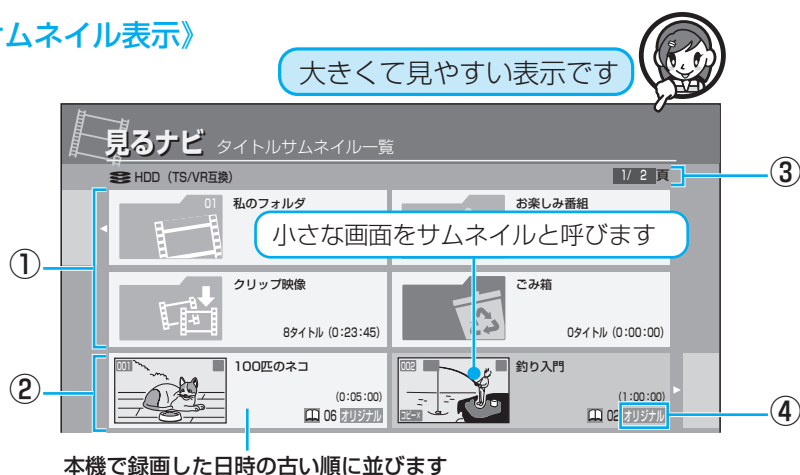 サムネイル表示》
大きくて見やすい表示です
見るナビ タイトルサムネイル一覧
HDD（TS/VR互換） 1/ 2 頁
③
01 私のフォルダ
お楽しみ番組
小さな画面をサムネイルと呼びます
①
クリップ映像
8タイトル（0:23:45）
ごみ箱
0タイトル（0:00:00）
②
001 100匹のネコ
（0:05:00）
06 オリジナル
002 釣り入門
（1:00:00）
コピー×
02 オリジナル
④
本機で録画した日時の古い順に並びます